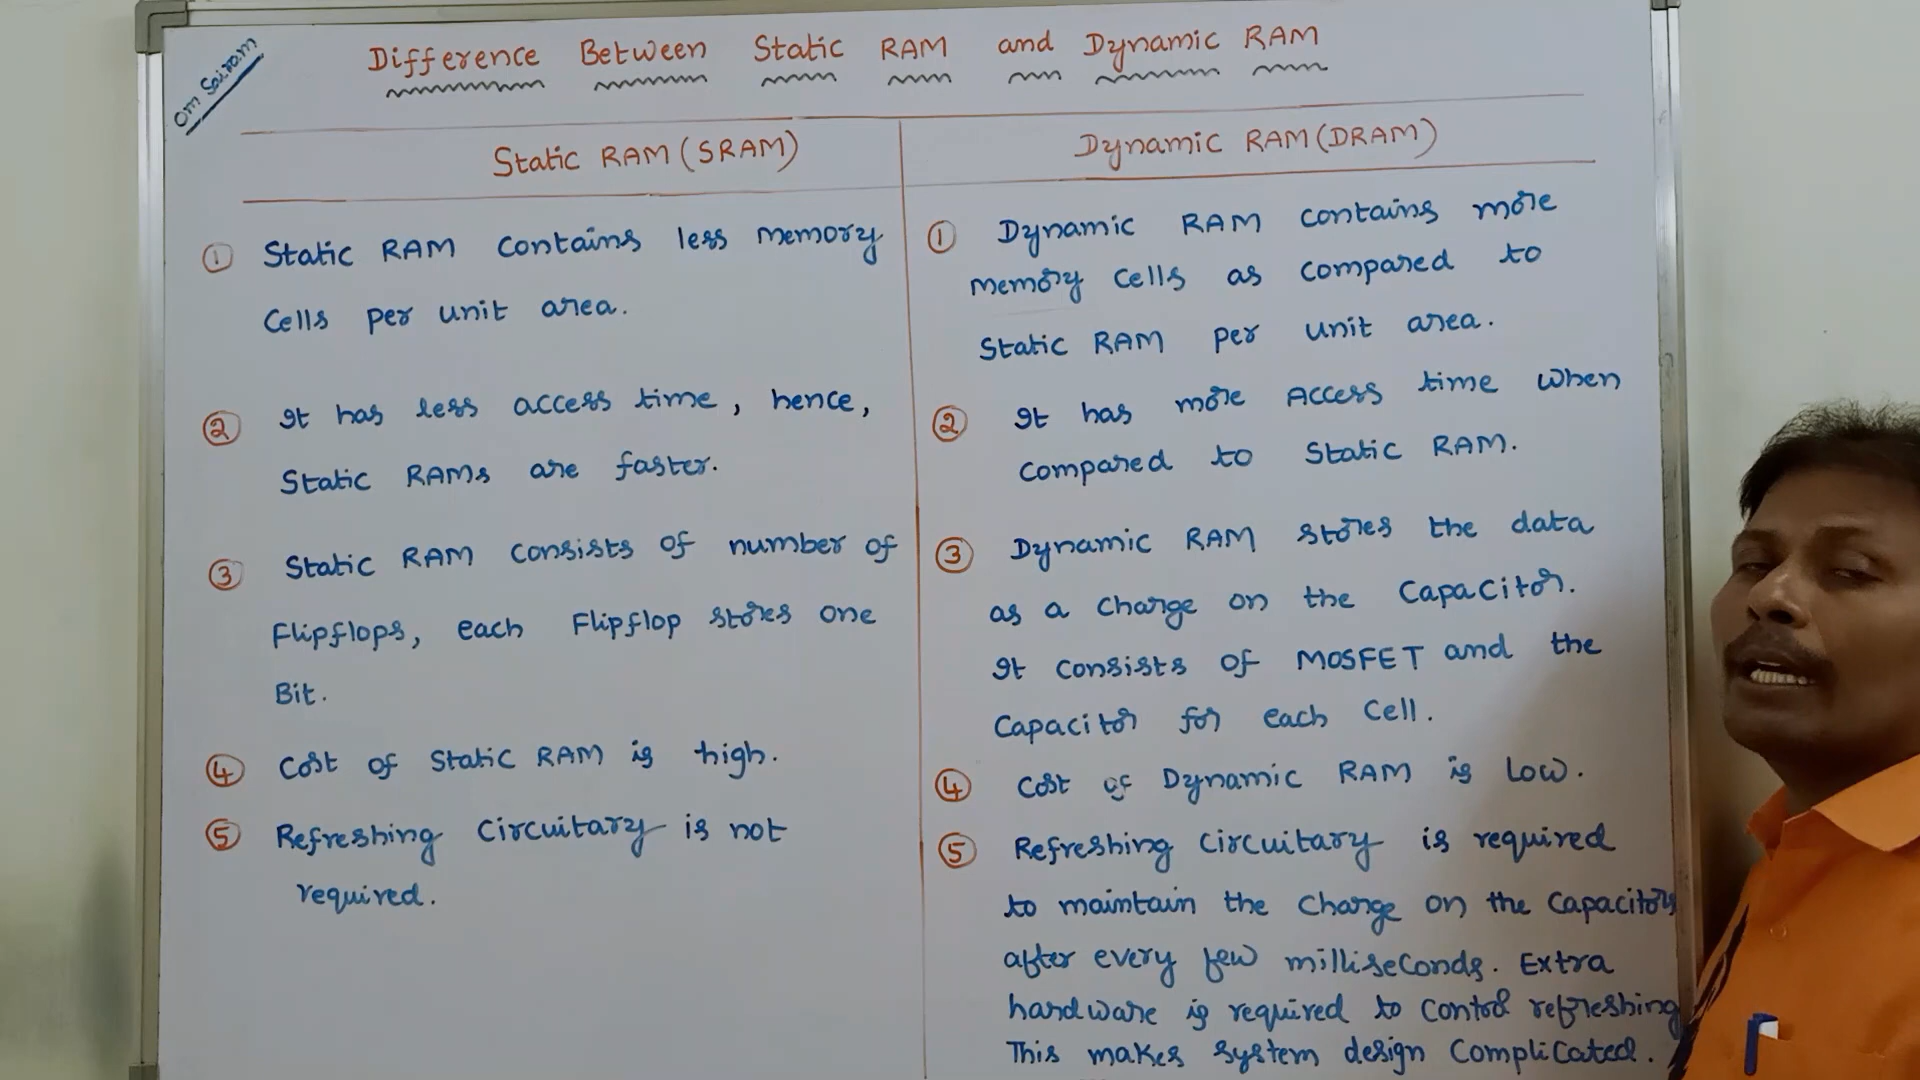 Om Sairam
Difference Between Static RAM and Dynamic RAM
Static RAM (SRAM)
① Static RAM contains less memory
Cells per unit area.
② It has less access time, hence,
Static RAMs are faster.
③ Static RAM consists of number of
Flipflops, each Flipflop stores one
Bit.
④ Cost of Static RAM is high.
⑤ Refreshing Circuitary is not
required.
Dynamic RAM (DRAM)
① Dynamic RAM contains more
memory Cells as compared to
Static RAM per unit area.
② It has more Access time when
Compared to Static RAM.
③ Dynamic RAM stores the data
as a Charge on the Capacitor.
It consists of MOSFET and the
Capacitor for each Cell.
④ Cost of Dynamic RAM is Low.
⑤ Refreshing Circuitary is required
to maintain the Charge on the Capacitors
after every few milliseconds. Extra
hardware is required to Control refreshing
This makes system design Complicated.